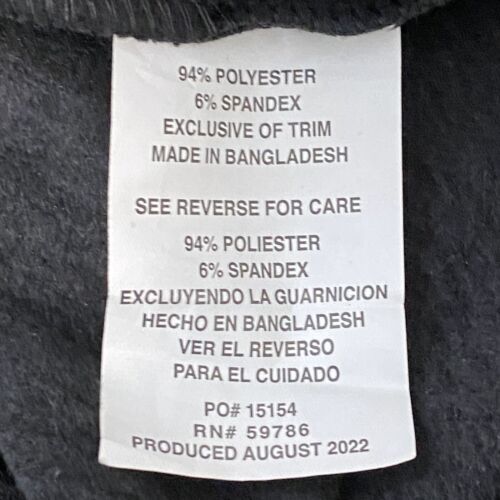 94% POLYESTER
6% SPANDEX
EXCLUSIVE OF TRIM
MADE IN BANGLADESH
SEE REVERSE FOR CARE
94% POLIESTER
6% SPANDEX
EXCLUYENDO LA GUARNICION
HECHO EN BANGLADESH
VER EL REVERSO
PARA EL CUIDADO
PO# 15154
RN# 59786
PRODUCED AUGUST 2022